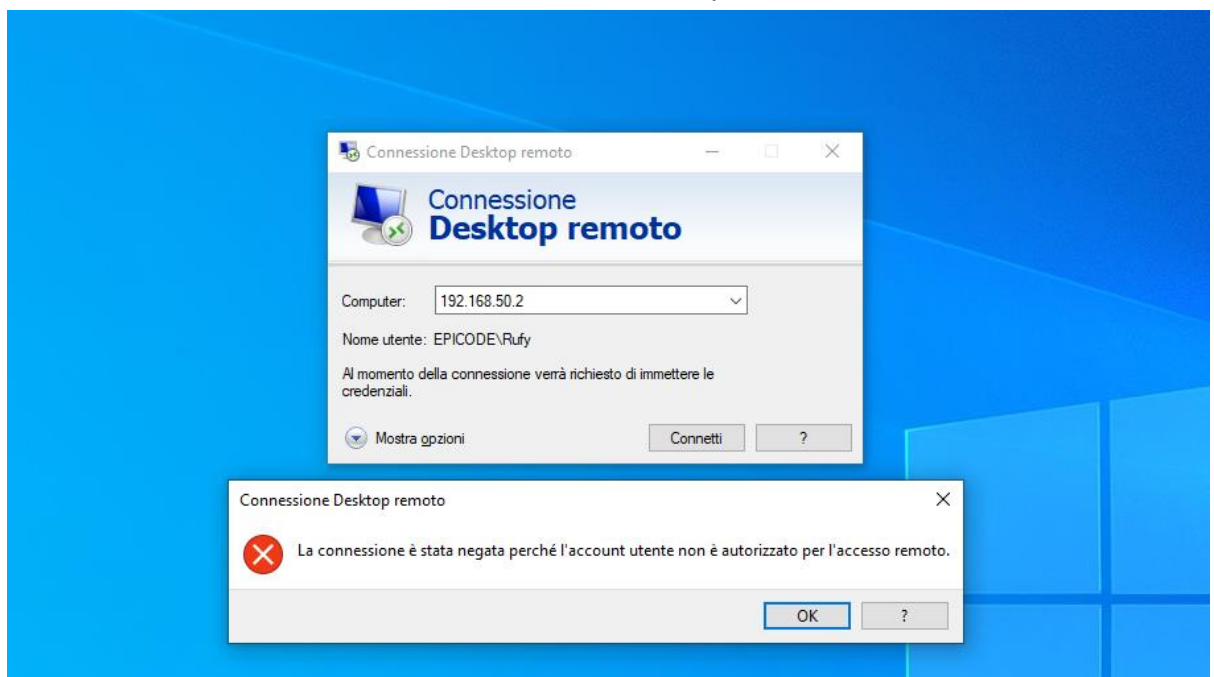 Connessione Desktop remoto
Connessione
Desktop remoto
Computer: 192.168.50.2
Nome utente: EPICODE\Rufy
Al momento della connessione verrà richiesto di immettere le
credenziali.
Mostra opzioni
Connetti
?
Connessione Desktop remoto
La connessione è stata negata perché l'account utente non è autorizzato per l'accesso remoto.
OK
?